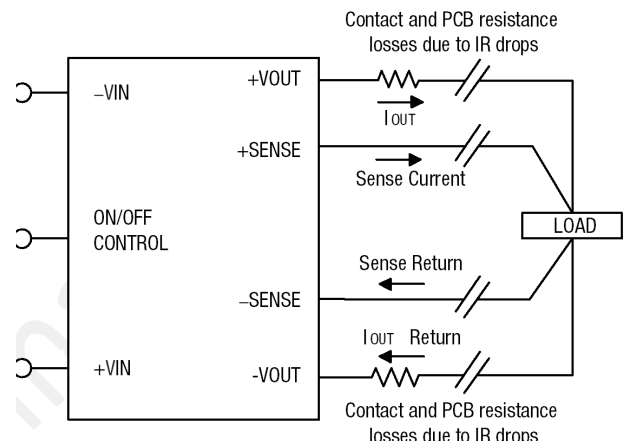 Contact and PCB resistance
losses due to IR drops
+VOUT
–VIN
IOUT
+SENSE
Sense Current
ON/OFF
CONTROL
LOAD
Sense Return
–SENSE
IOUT Return
+VIN
-VOUT
Contact and PCB resistance
losses due to IR drops